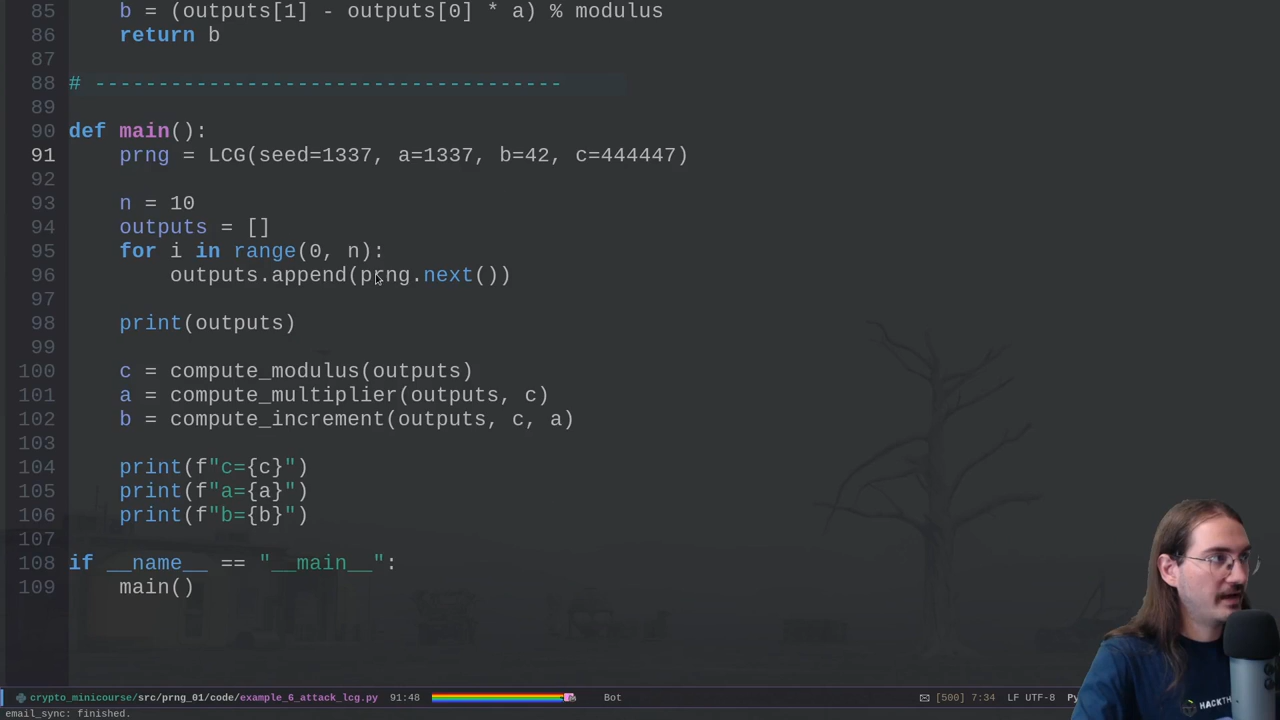 85 b = (outputs[1] - outputs[0] * a) % modulus
86 return b
87
88 # -------------------------------------
89
90 def main():
91 prng = LCG(seed=1337, a=1337, b=42, c=444447)
92
93 n = 10
94 outputs = []
95 for i in range(0, n):
96 outputs.append(prng.next())
97
98 print(outputs)
99
100 c = compute_modulus(outputs)
101 a = compute_multiplier(outputs, c)
102 b = compute_increment(outputs, c, a)
103
104 print(f"c={c}")
105 print(f"a={a}")
106 print(f"b={b}")
107
108 if __name__ == "__main__":
109 main()
crypto_minicourse/src/prng_01/code/example_6_attack_lcg.py 91:48 Bot [500] 7:34 LF UTF-8
email_sync: finished.